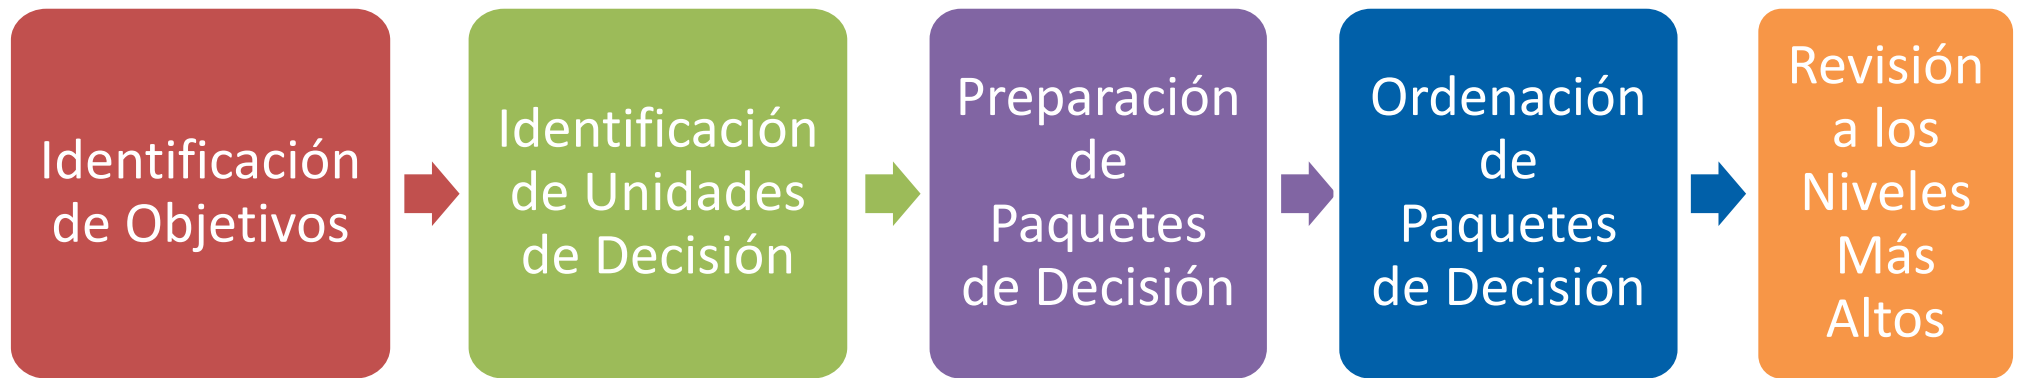 Identificación
de Objetivos
Identificación
de Unidades
de Decisión
Preparación
de
Paquetes
de Decisión
Ordenación
de
Paquetes
de Decisión
Revisión
a los
Niveles
Más
Altos